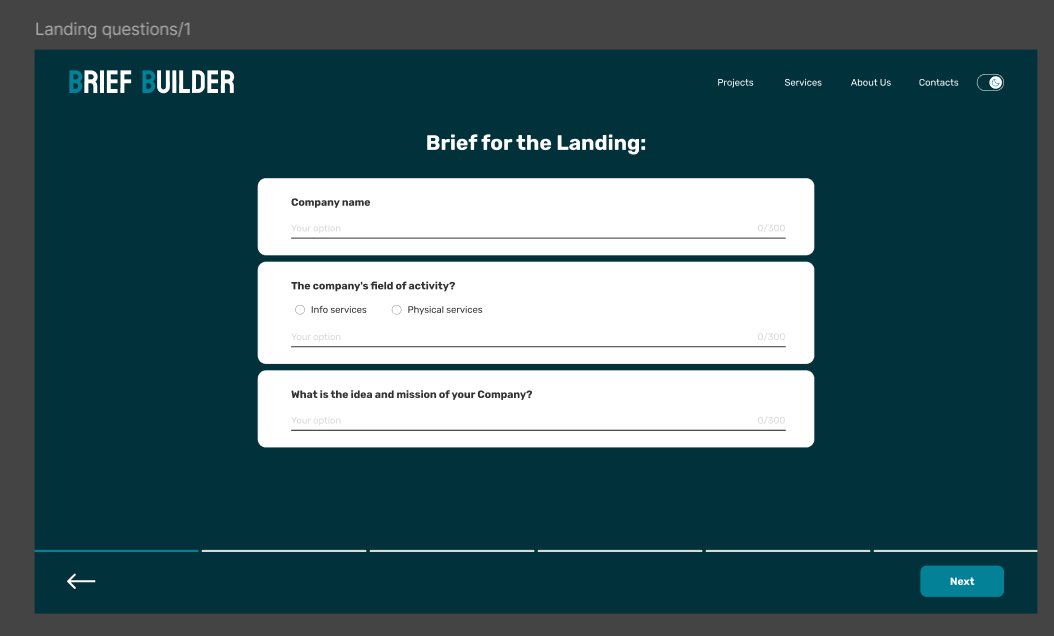 Landing questions/1
BRIEF BUILDER
Projects Services About Us Contacts
Brief for the Landing:
Company name
Your option 0/300
The company's field of activity?
Info services Physical services
Your option 0/300
What is the idea and mission of your Company?
Your option 0/300
Next